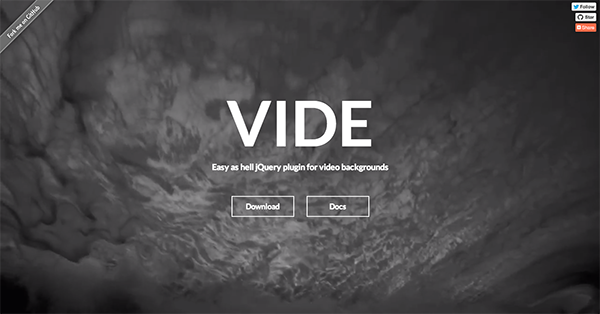 Fork me on GitHub
Follow
Star
Share
VIDE
Easy as hell jQuery plugin for video backgrounds
Download
Docs